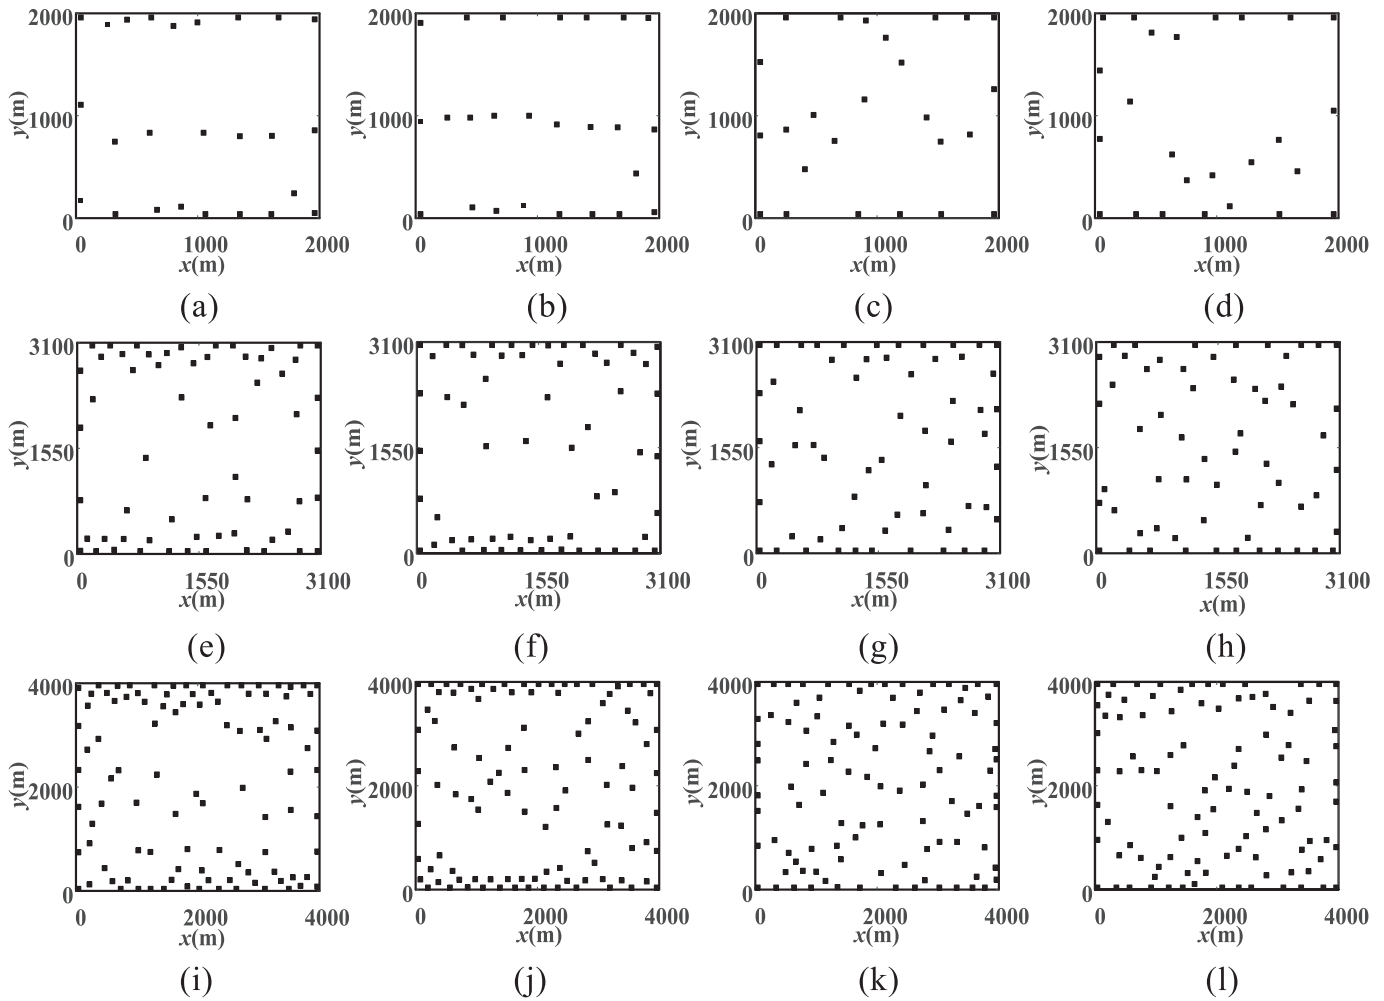 2000 2000 2000 2000
y(m) y(m) y(m) y(m)
1000 1000 1000 1000
0 0 0 0
0 1000 2000 0 1000 2000 0 1000 2000 0 1000 2000
x(m) x(m) x(m) x(m)
(a) (b) (c) (d)
3100 3100 3100 3100
y(m) y(m) y(m) y(m)
1550 1550 1550 1550
0 0 0 0
0 1550 3100 0 1550 3100 0 1550 3100 0 1550 3100
x(m) x(m) x(m) x(m)
(e) (f) (g) (h)
4000 4000 4000 4000
y(m) y(m) y(m) y(m)
2000 2000 2000 2000
0 0 0 0
0 2000 4000 0 2000 4000 0 2000 4000 0 2000 4000
x(m) x(m) x(m) x(m)
(i) (j) (k) (l)